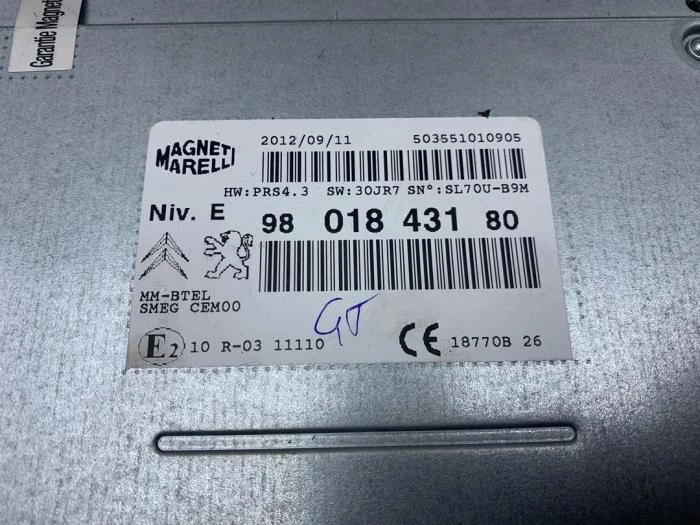 Garantie Magnet
MAGNETI
MARELLI
2012/09/11 503551010905
HW:PRS4.3 SW:30JR7 SN°:SL70U-B9M
Niv. E 98 018 431 80
MM-BTEL
SMEG CEM00
GJ
E2 10 R-03 11110 CE 18770B 26